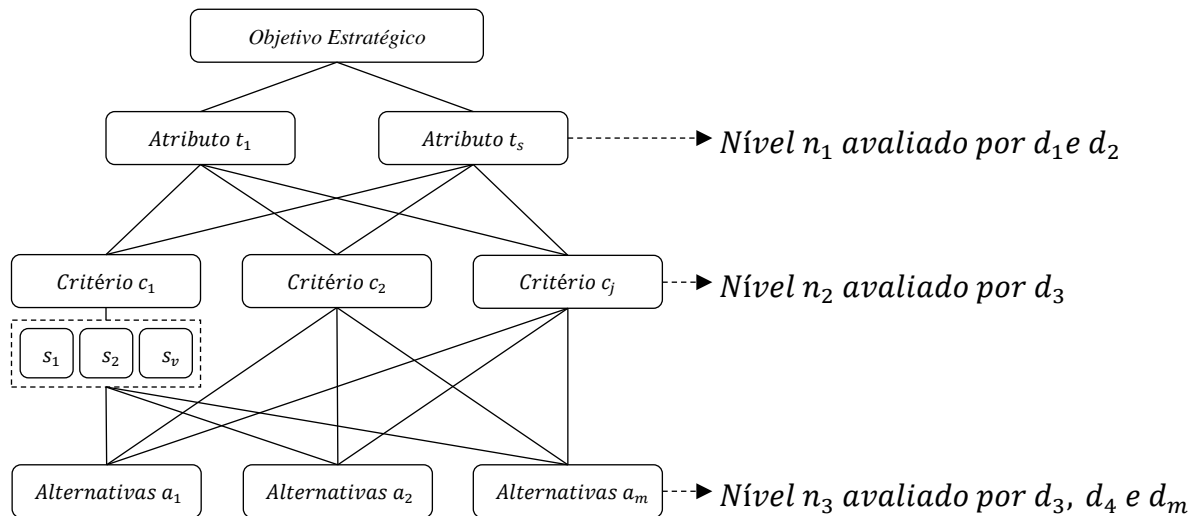 Objetivo Estratégico
Atributo t₁
Atributo tₛ
Nível n₁ avaliado por d₁e d₂
Critério c₁
Critério c₂
Critério cⱼ
Nível n₂ avaliado por d₃
s₁
s₂
sᵥ
Alternativas a₁
Alternativas a₂
Alternativas aₘ
Nível n₃ avaliado por d₃, d₄ e dₘ